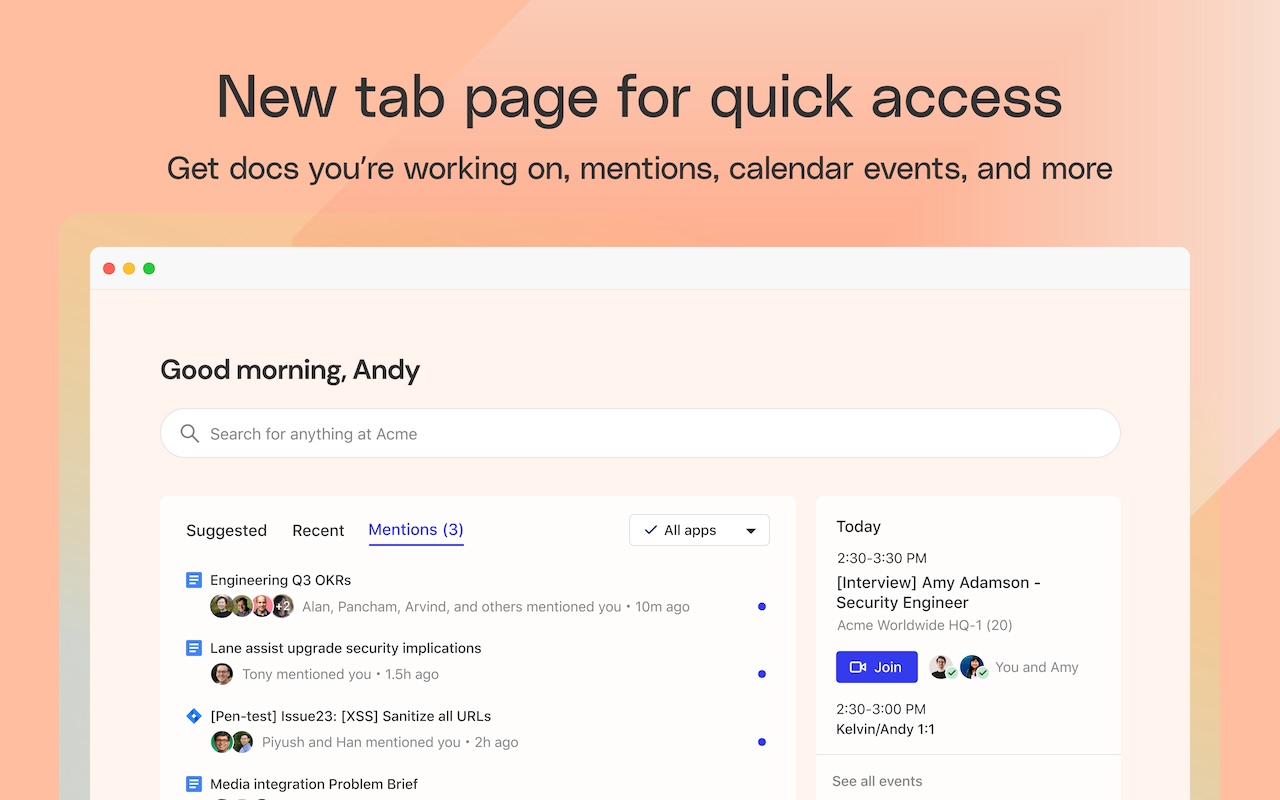 New tab page for quick access
Get docs you’re working on, mentions, calendar events, and more
Good morning, Andy
Search for anything at Acme
Suggested Recent Mentions (3) All apps
Engineering Q3 OKRs
+2 Alan, Pancham, Arvind, and others mentioned you • 10m ago
Lane assist upgrade security implications
Tony mentioned you • 1.5h ago
[Pen-test] Issue23: [XSS] Sanitize all URLs
Piyush and Han mentioned you • 2h ago
Media integration Problem Brief
Today
2:30-3:30 PM
[Interview] Amy Adamson -
Security Engineer
Acme Worldwide HQ-1 (20)
Join You and Amy
2:30-3:00 PM
Kelvin/Andy 1:1
See all events